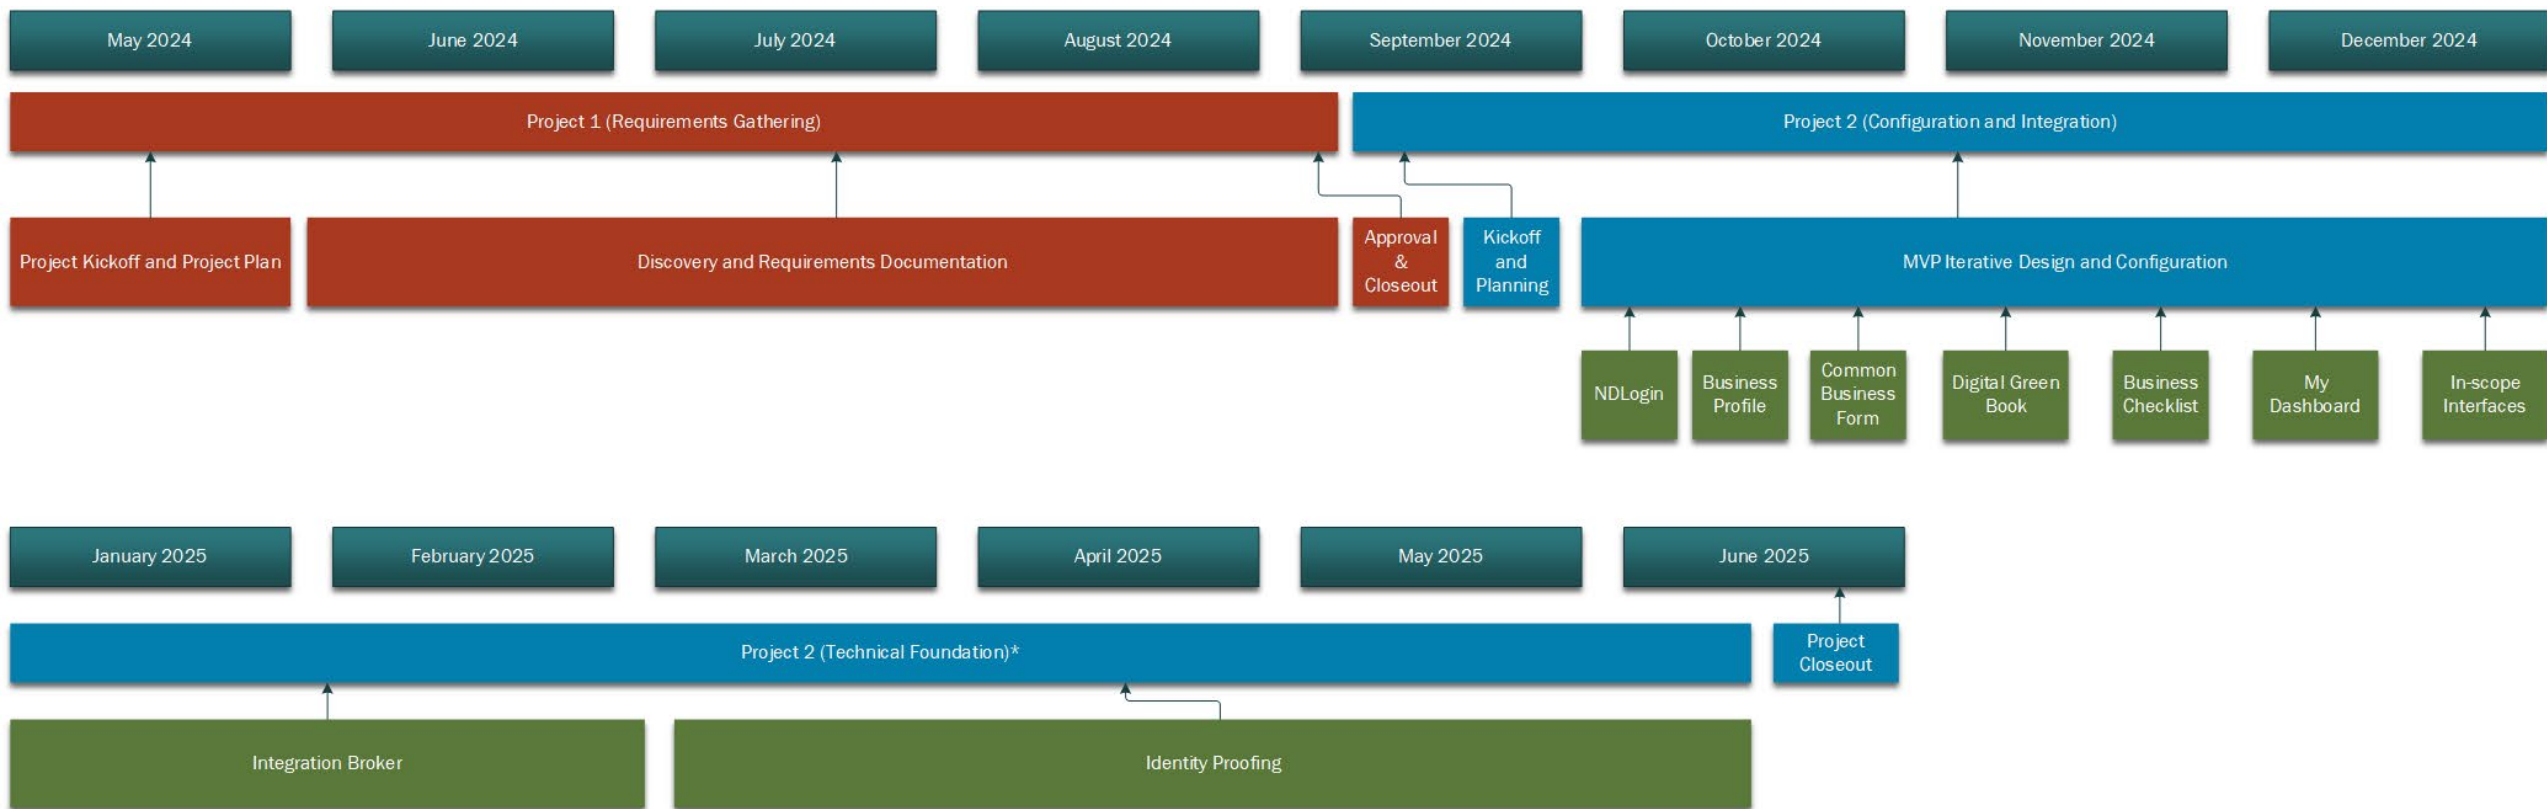 May 2024
June 2024
July 2024
August 2024
September 2024
October 2024
November 2024
December 2024
Project 1 (Requirements Gathering)
Project 2 (Configuration and Integration)
Project Kickoff and Project Plan
Discovery and Requirements Documentation
Approval
&
Closeout
Kickoff
and
Planning
MVP Iterative Design and Configuration
NDLogin
Business
Profile
Common
Business
Form
Digital Green
Book
Business
Checklist
My
Dashboard
In-scope
Interfaces
January 2025
February 2025
March 2025
April 2025
May 2025
June 2025
Project 2 (Technical Foundation)*
Project
Closeout
Integration Broker
Identity Proofing